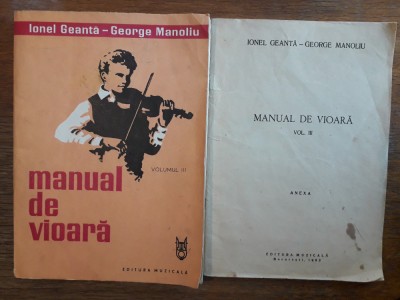 Ionel Geantă – George Manoliu
VOLUMUL III
manual
de
vioară
EDITURA MUZICALĂ
IONEL GEANTĂ – GEORGE MANOLIU
MANUAL DE VIOARĂ
VOL. III
ANEXA
EDITURA MUZICALĂ
București,